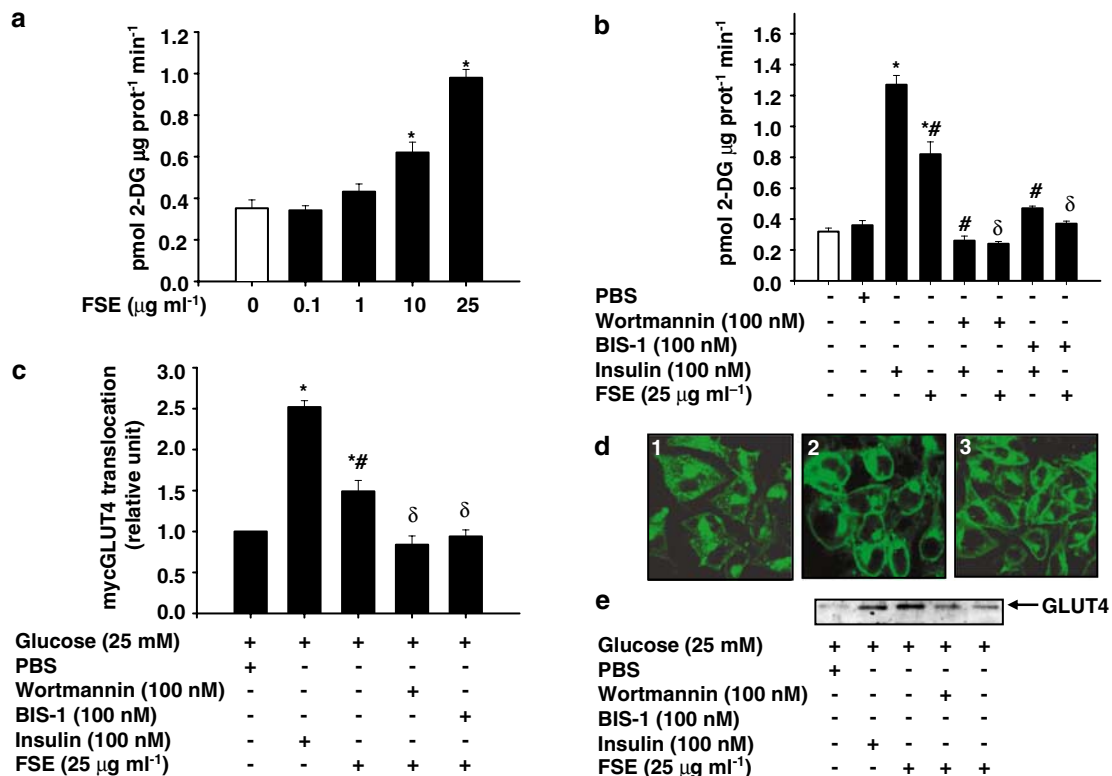 a
pmol 2-DG µg prot⁻¹ min⁻¹
1.2
1.0
0.8
0.6
0.4
0.2
0.0
* *
FSE (µg ml⁻¹) 0 0.1 1 10 25
b
pmol 2-DG µg prot⁻¹ min⁻¹
1.6
1.4
1.2
1.0
0.8
0.6
0.4
0.2
0.0
* *# # δ # δ
PBS - + - - - - - -
Wortmannin (100 nM) - - - - + + - -
BIS-1 (100 nM) - - - - - - + +
Insulin (100 nM) - - + - + - + -
FSE (25 µg ml⁻¹) - - - + - + - +
c
mycGLUT4 translocation
(relative unit)
3.0
2.5
2.0
1.5
1.0
0.5
0.0
* *# δ δ
Glucose (25 mM) + + + + +
PBS + - - - -
Wortmannin (100 nM) - - - + -
BIS-1 (100 nM) - - - - +
Insulin (100 nM) - + - - -
FSE (25 µg ml⁻¹) - - + + +
d
1 2 3
e
GLUT4
Glucose (25 mM) + + + + +
PBS + - - - -
Wortmannin (100 nM) - - - + -
BIS-1 (100 nM) - - - - -
Insulin (100 nM) - + - - -
FSE (25 µg ml⁻¹) - - + + +